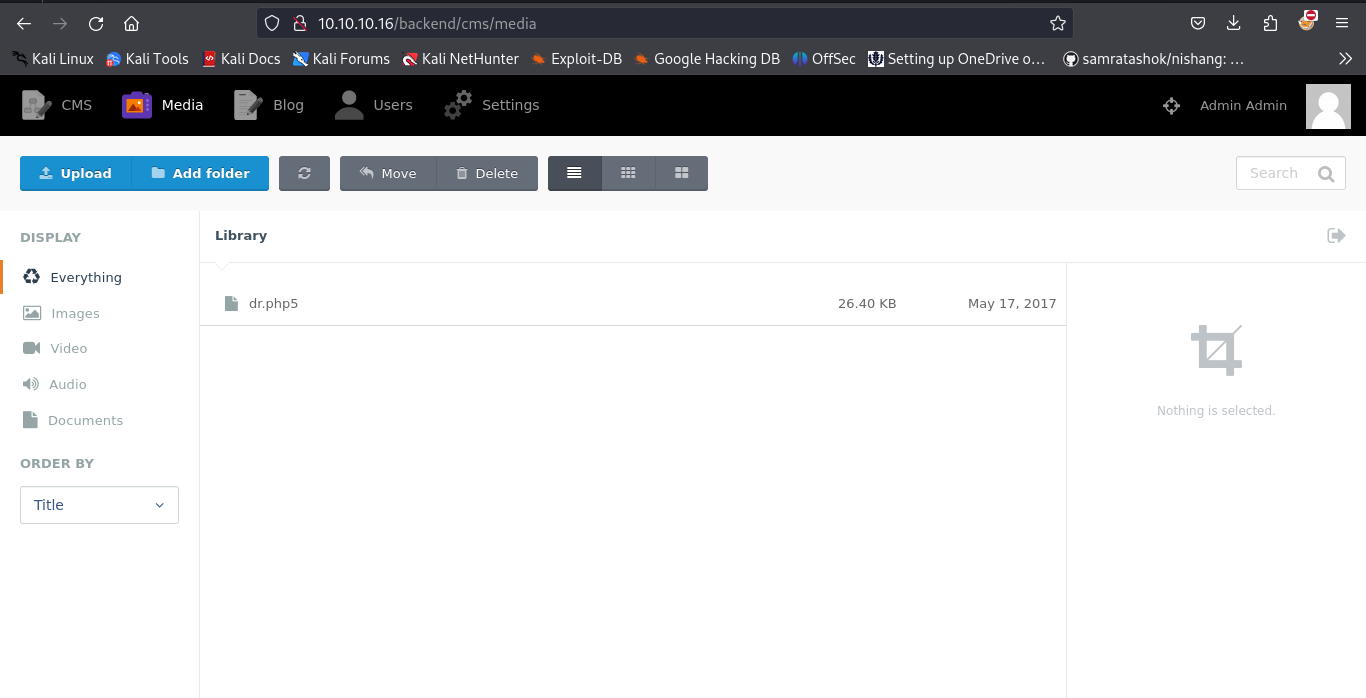 10.10.10.16/backend/cms/media
Kali Linux Kali Tools Kali Docs Kali Forums Kali NetHunter Exploit-DB Google Hacking DB OffSec Setting up OneDrive o… samratashok/nishang: …
CMS Media Blog Users Settings Admin Admin
Upload Add folder Move Delete Search
DISPLAY
Library
Everything
dr.php5 26.40 KB May 17, 2017
Images
Video
Audio
Nothing is selected.
Documents
ORDER BY
Title